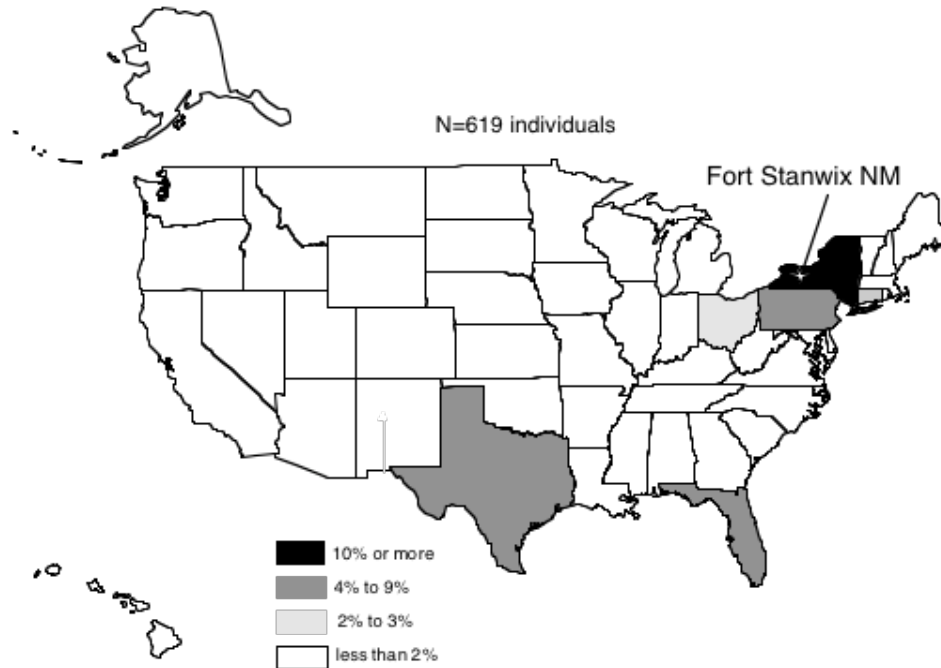 N=619 individuals
Fort Stanwix NM
10% or more
4% to 9%
2% to 3%
less than 2%